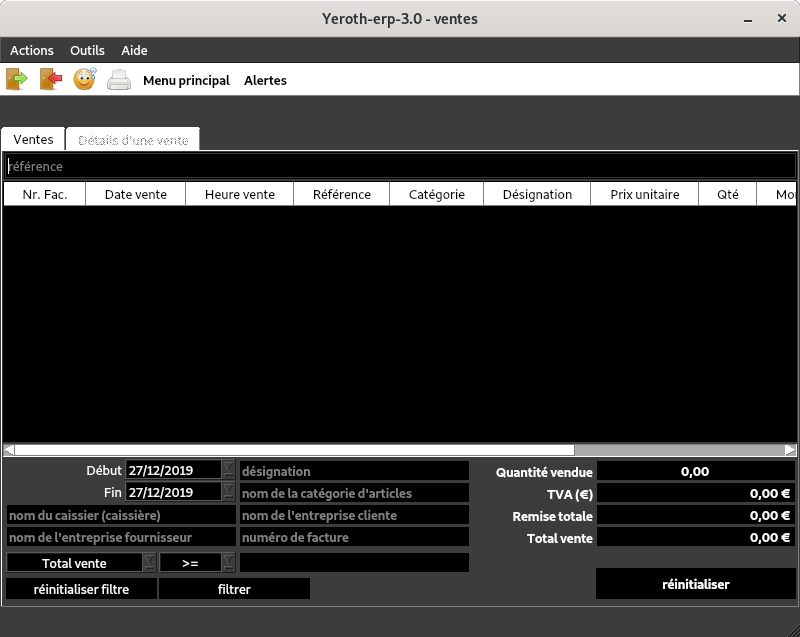 Yeroth-erp-3.0 - ventes
Actions Outils Aide
Menu principal Alertes
Ventes Détails d'une vente
référence
Nr. Fac. Date vente Heure vente Référence Catégorie Désignation Prix unitaire Qté Mo
Début 27/12/2019 désignation Quantité vendue 0,00
Fin 27/12/2019 nom de la catégorie d'articles TVA (€) 0,00 €
nom du caissier (caissière) nom de l'entreprise cliente Remise totale 0,00 €
nom de l'entreprise fournisseur numéro de facture Total vente 0,00 €
Total vente >=
réinitialiser filtre filtrer réinitialiser